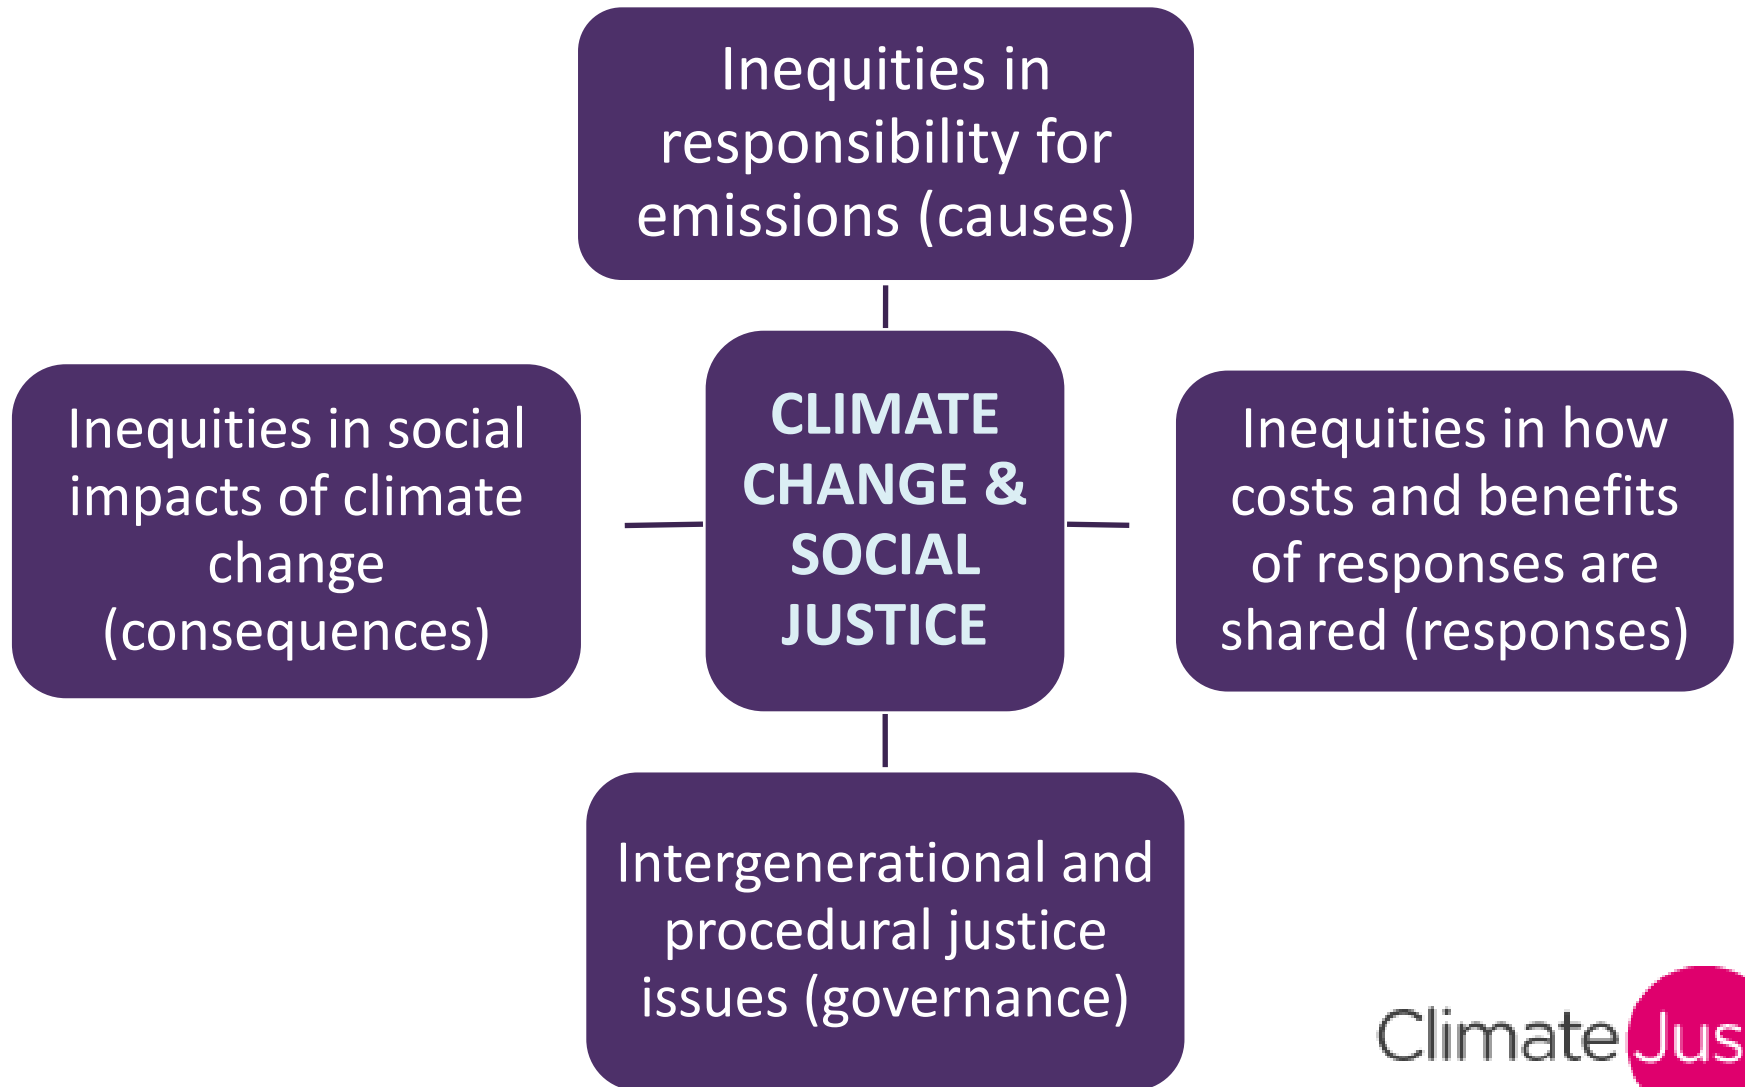 Inequities in
responsibility for
emissions (causes)
Inequities in social
impacts of climate
change
(consequences)
CLIMATE
CHANGE &
SOCIAL
JUSTICE
Inequities in how
costs and benefits
of responses are
shared (responses)
Intergenerational and
procedural justice
issues (governance)
Climate Jus